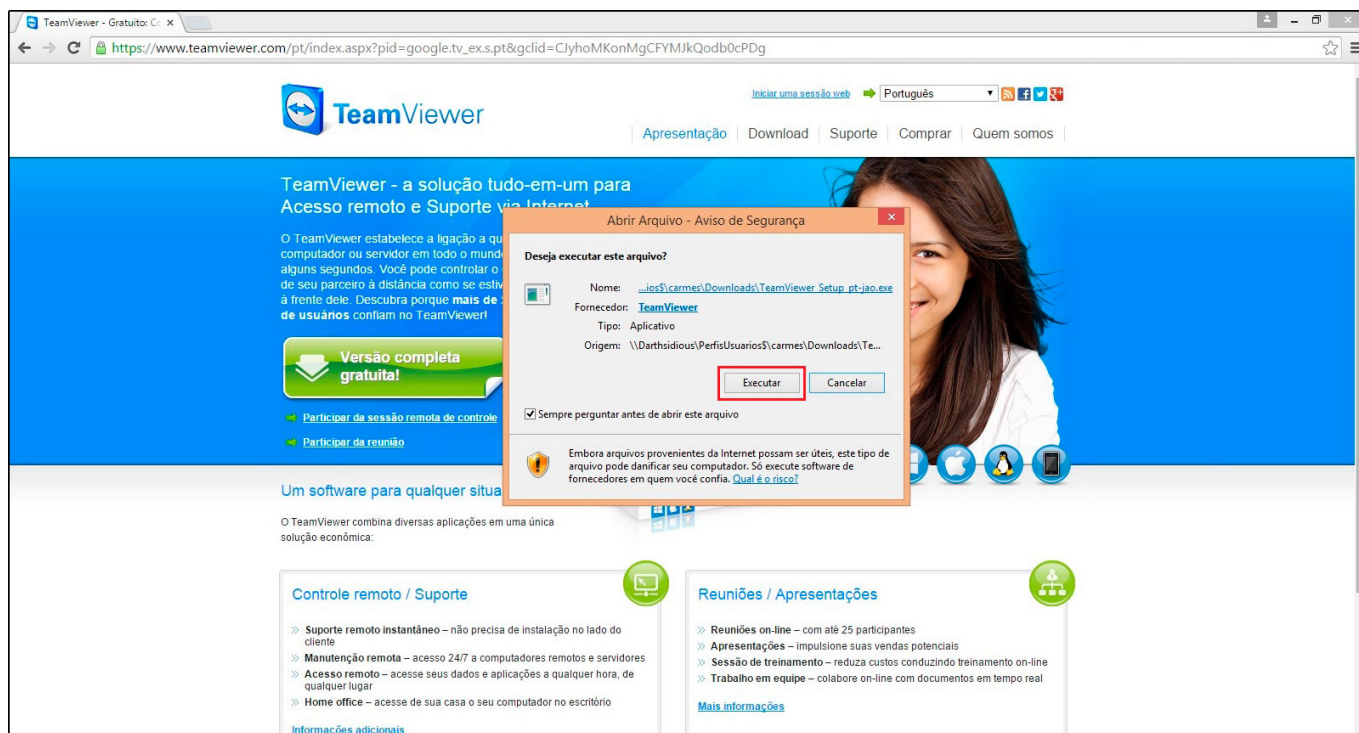 TeamViewer - Gratuito: Co
https://www.teamviewer.com/pt/index.aspx?pid=google.tv_ex.s.pt&gclid=CJyhoMKonMgCFYMJkQodb0cPDg
Iniciar uma sessão web
Português
TeamViewer
Apresentação
Download
Suporte
Comprar
Quem somos
TeamViewer - a solução tudo-em-um para
Acesso remoto e Suporte via Internet
O TeamViewer estabelece a ligação a qu
computador ou servidor em todo o mund
alguns segundos. Você pode controlar o
de seu parceiro à distância como se estiv
à frente dele. Descubra porque mais de
de usuários confiam no TeamViewer!
Versão completa
gratuita!
Participar da sessão remota de controle
Participar da reunião
Abrir Arquivo - Aviso de Segurança
Deseja executar este arquivo?
Nome: ...ios$\carmes\Downloads\TeamViewer_Setup_pt-jao.exe
Fornecedor: TeamViewer
Tipo: Aplicativo
Origem: \\Darthsidious\PerfisUsuarios$\carmes\Downloads\Te...
Executar
Cancelar
Sempre perguntar antes de abrir este arquivo
Embora arquivos provenientes da Internet possam ser úteis, este tipo de
arquivo pode danificar seu computador. Só execute software de
fornecedores em quem você confia. Qual é o risco?
Um software para qualquer situa
O TeamViewer combina diversas aplicações em uma única
solução econômica:
Controle remoto / Suporte
» Suporte remoto instantâneo – não precisa de instalação no lado do
cliente
» Manutenção remota – acesso 24/7 a computadores remotos e servidores
» Acesso remoto – acesse seus dados e aplicações a qualquer hora, de
qualquer lugar
» Home office – acesse de sua casa o seu computador no escritório
Informações adicionais
Reuniões / Apresentações
» Reuniões on-line – com até 25 participantes
» Apresentações – impulsione suas vendas potenciais
» Sessão de treinamento – reduza custos conduzindo treinamento on-line
» Trabalho em equipe – colabore on-line com documentos em tempo real
Mais informações